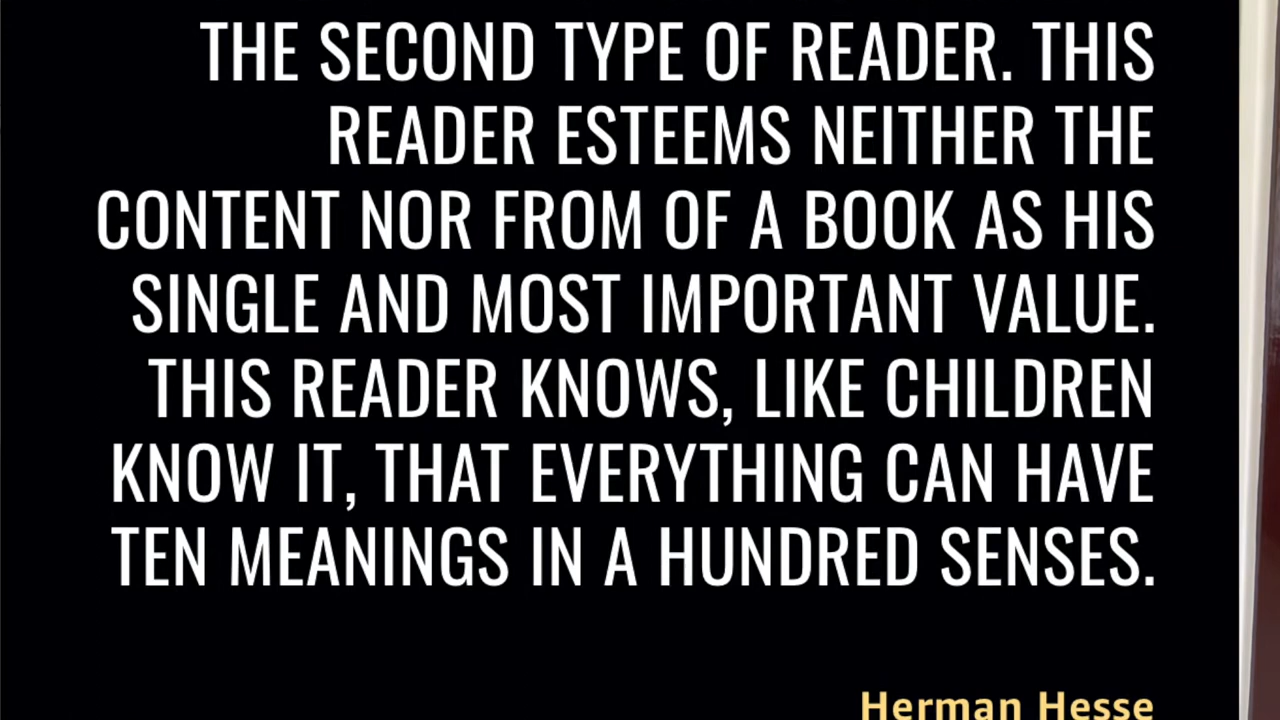 THE SECOND TYPE OF READER. THIS
READER ESTEEMS NEITHER THE
CONTENT NOR FROM OF A BOOK AS HIS
SINGLE AND MOST IMPORTANT VALUE.
THIS READER KNOWS, LIKE CHILDREN
KNOW IT, THAT EVERYTHING CAN HAVE
TEN MEANINGS IN A HUNDRED SENSES.
Herman Hesse